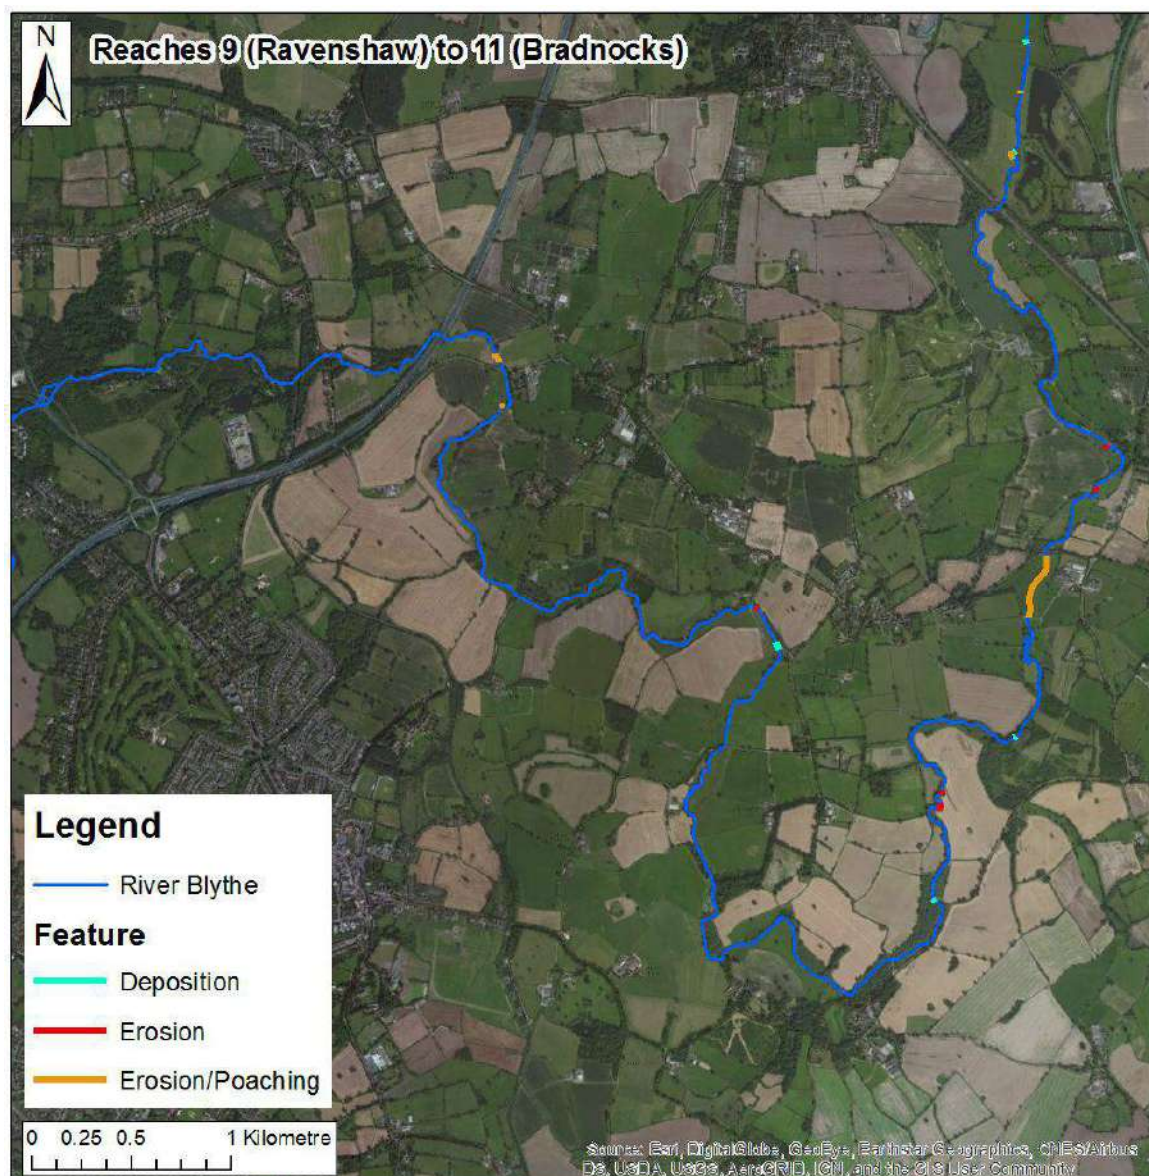 N
Reaches 9 (Ravenshaw) to 11 (Bradnocks)
Legend
River Blythe
Feature
Deposition
Erosion
Erosion/Poaching
0 0.25 0.5 1 Kilometre
Source: Esri, DigitalGlobe, GeoEye, Earthstar Geographics, CNES/Airbus
DS, USDA, USGS, AeroGRID, IGN, and the GIS User Community